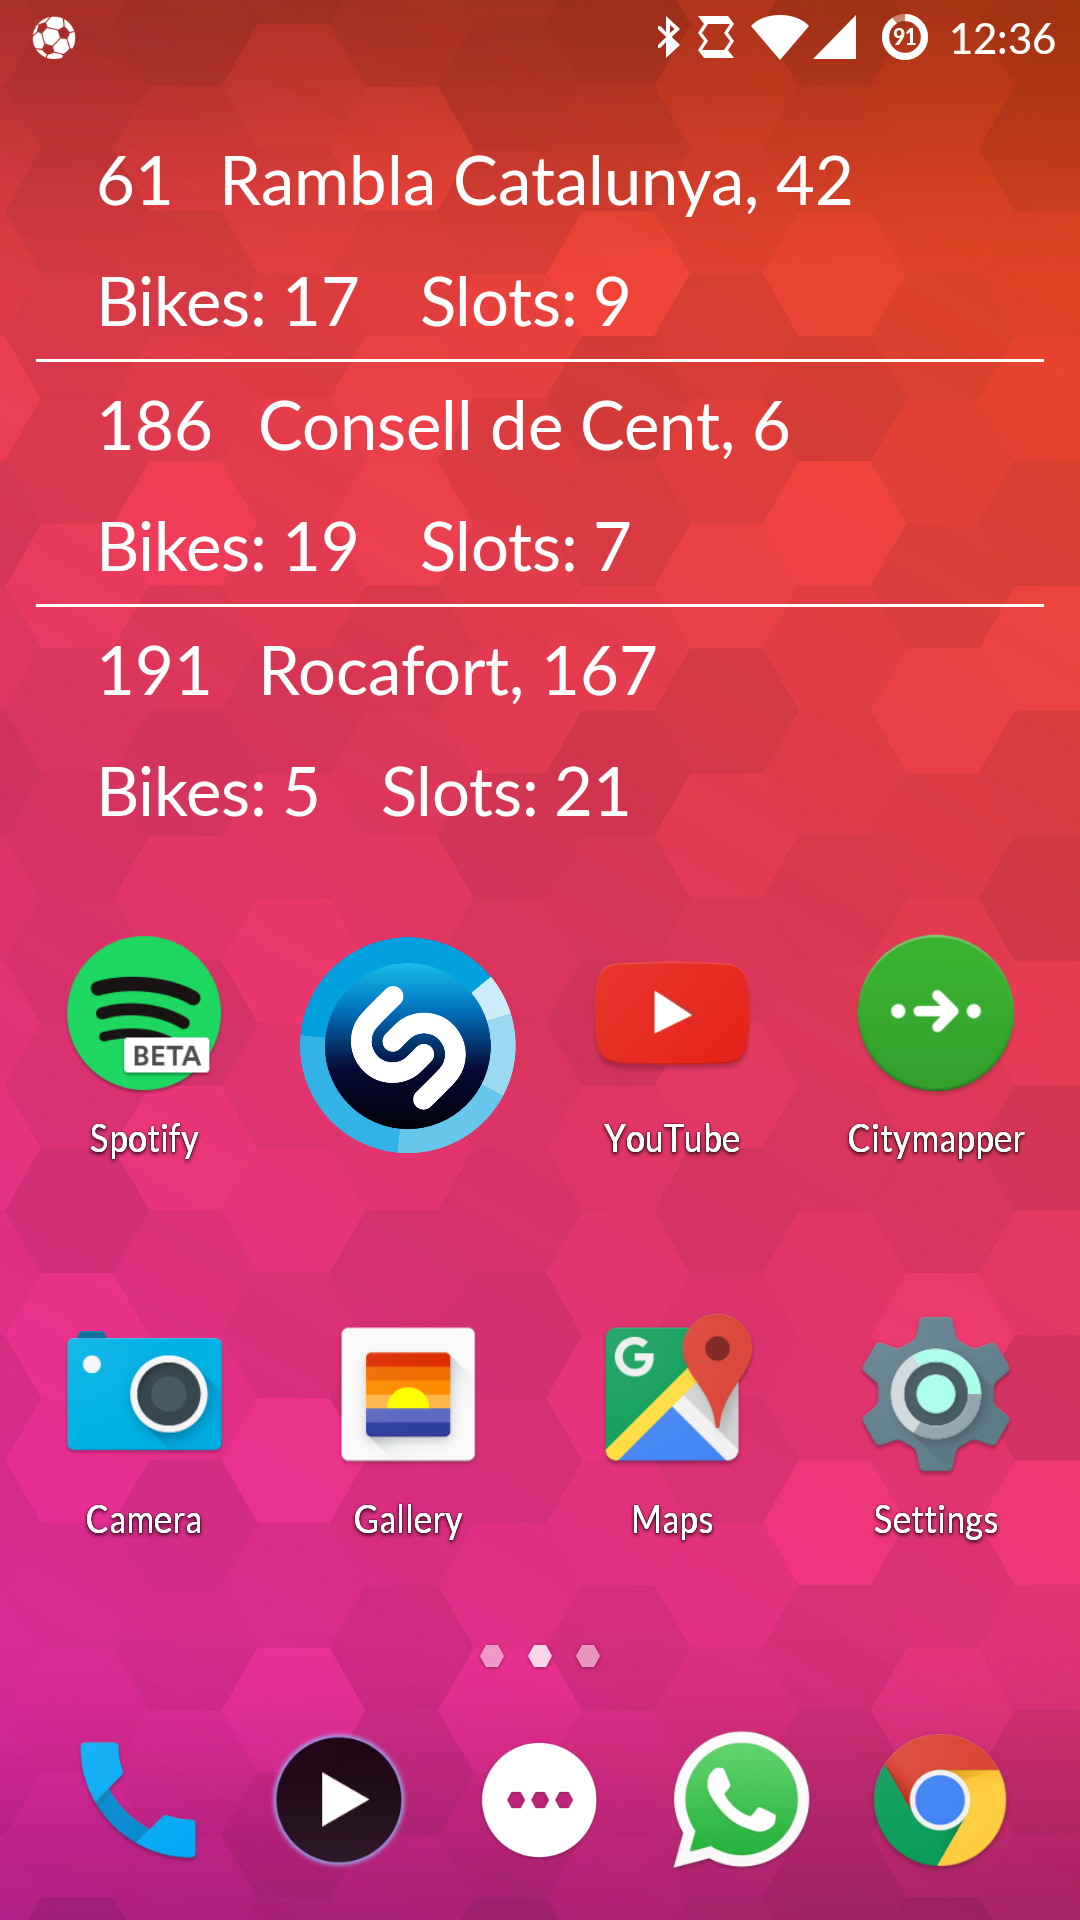 91 12:36
61 Rambla Catalunya, 42
Bikes: 17 Slots: 9
186 Consell de Cent, 6
Bikes: 19 Slots: 7
191 Rocafort, 167
Bikes: 5 Slots: 21
BETA
Spotify YouTube Citymapper
G
Camera Gallery Maps Settings